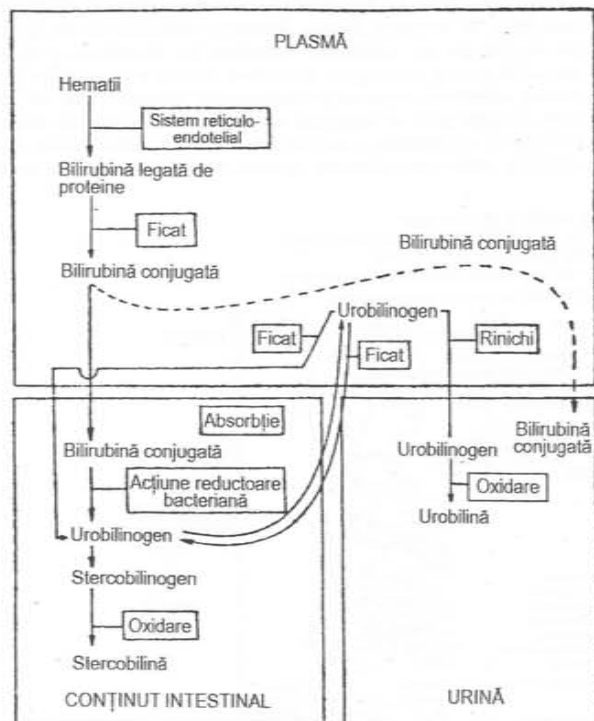 PLASMĂ
Hematii
Sistem reticulo-
endotelial
Bilirubină legată de
proteine
Ficat
Bilirubină conjugată
Bilirubină conjugată
Urobilinogen
Ficat
Ficat
Rinichi
Absorbție
Bilirubină conjugată
Acțiune reductoare
bacteriană
Urobilinogen
Stercobilinogen
Oxidare
Stercobilină
CONȚINUT INTESTINAL
Urobilinogen
Bilirubină
conjugată
Oxidare
Urobilină
URINĂ